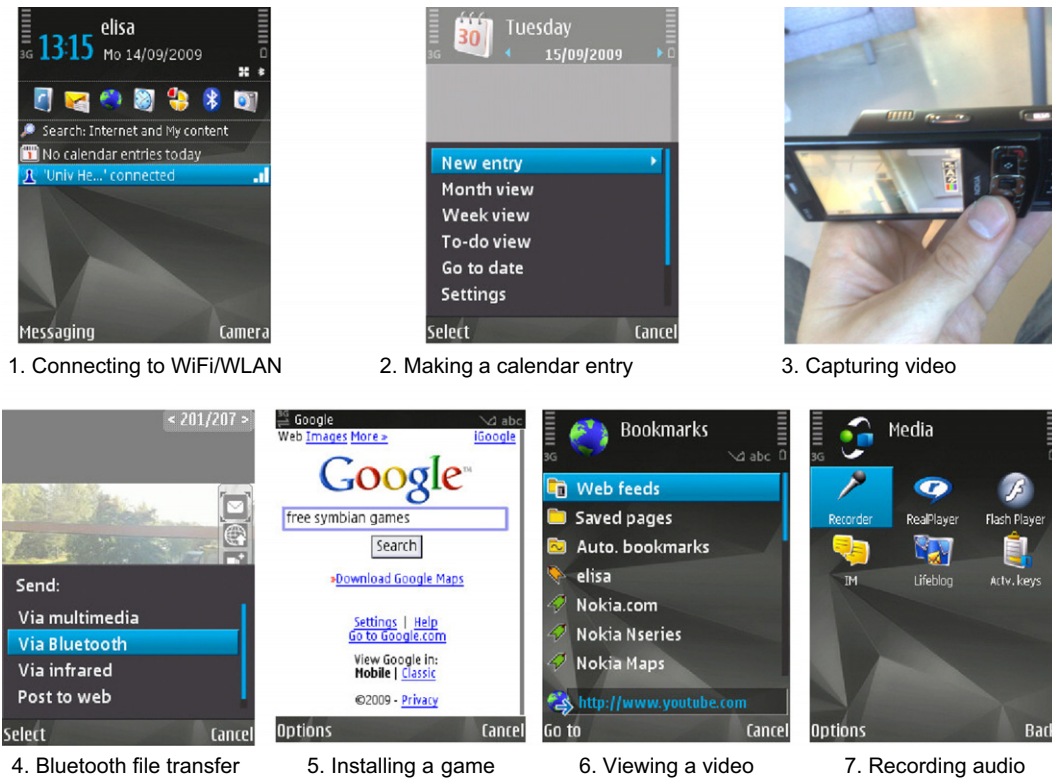 elisa
3G 13:15 Mo 14/09/2009
Search: Internet and My content
No calendar entries today
'Univ He...' connected
Messaging Camera
1. Connecting to WiFi/WLAN
30 Tuesday
3G 15/09/2009
New entry
Month view
Week view
To-do view
Go to date
Settings
Select Cancel
2. Making a calendar entry
NOKIA
3. Capturing video
< 201/207 >
Send:
Via multimedia
Via Bluetooth
Via infrared
Post to web
Select Cancel
4. Bluetooth file transfer
3G Google abc
Web Images More » iGoogle
Google™
free symbian games
Search
»Download Google Maps
Settings | Help
Go to Google.com
View Google in:
Mobile | Classic
©2009 - Privacy
Options Cancel
5. Installing a game
Bookmarks
3G abc
Web feeds
Saved pages
Auto. bookmarks
elisa
Nokia.com
Nokia Nseries
Nokia Maps
http://www.youtube.com
Go to Cancel
6. Viewing a video
Media
3G
Recorder RealPlayer Flash Player
IM Lifeblog Actv. keys
Options Back
7. Recording audio